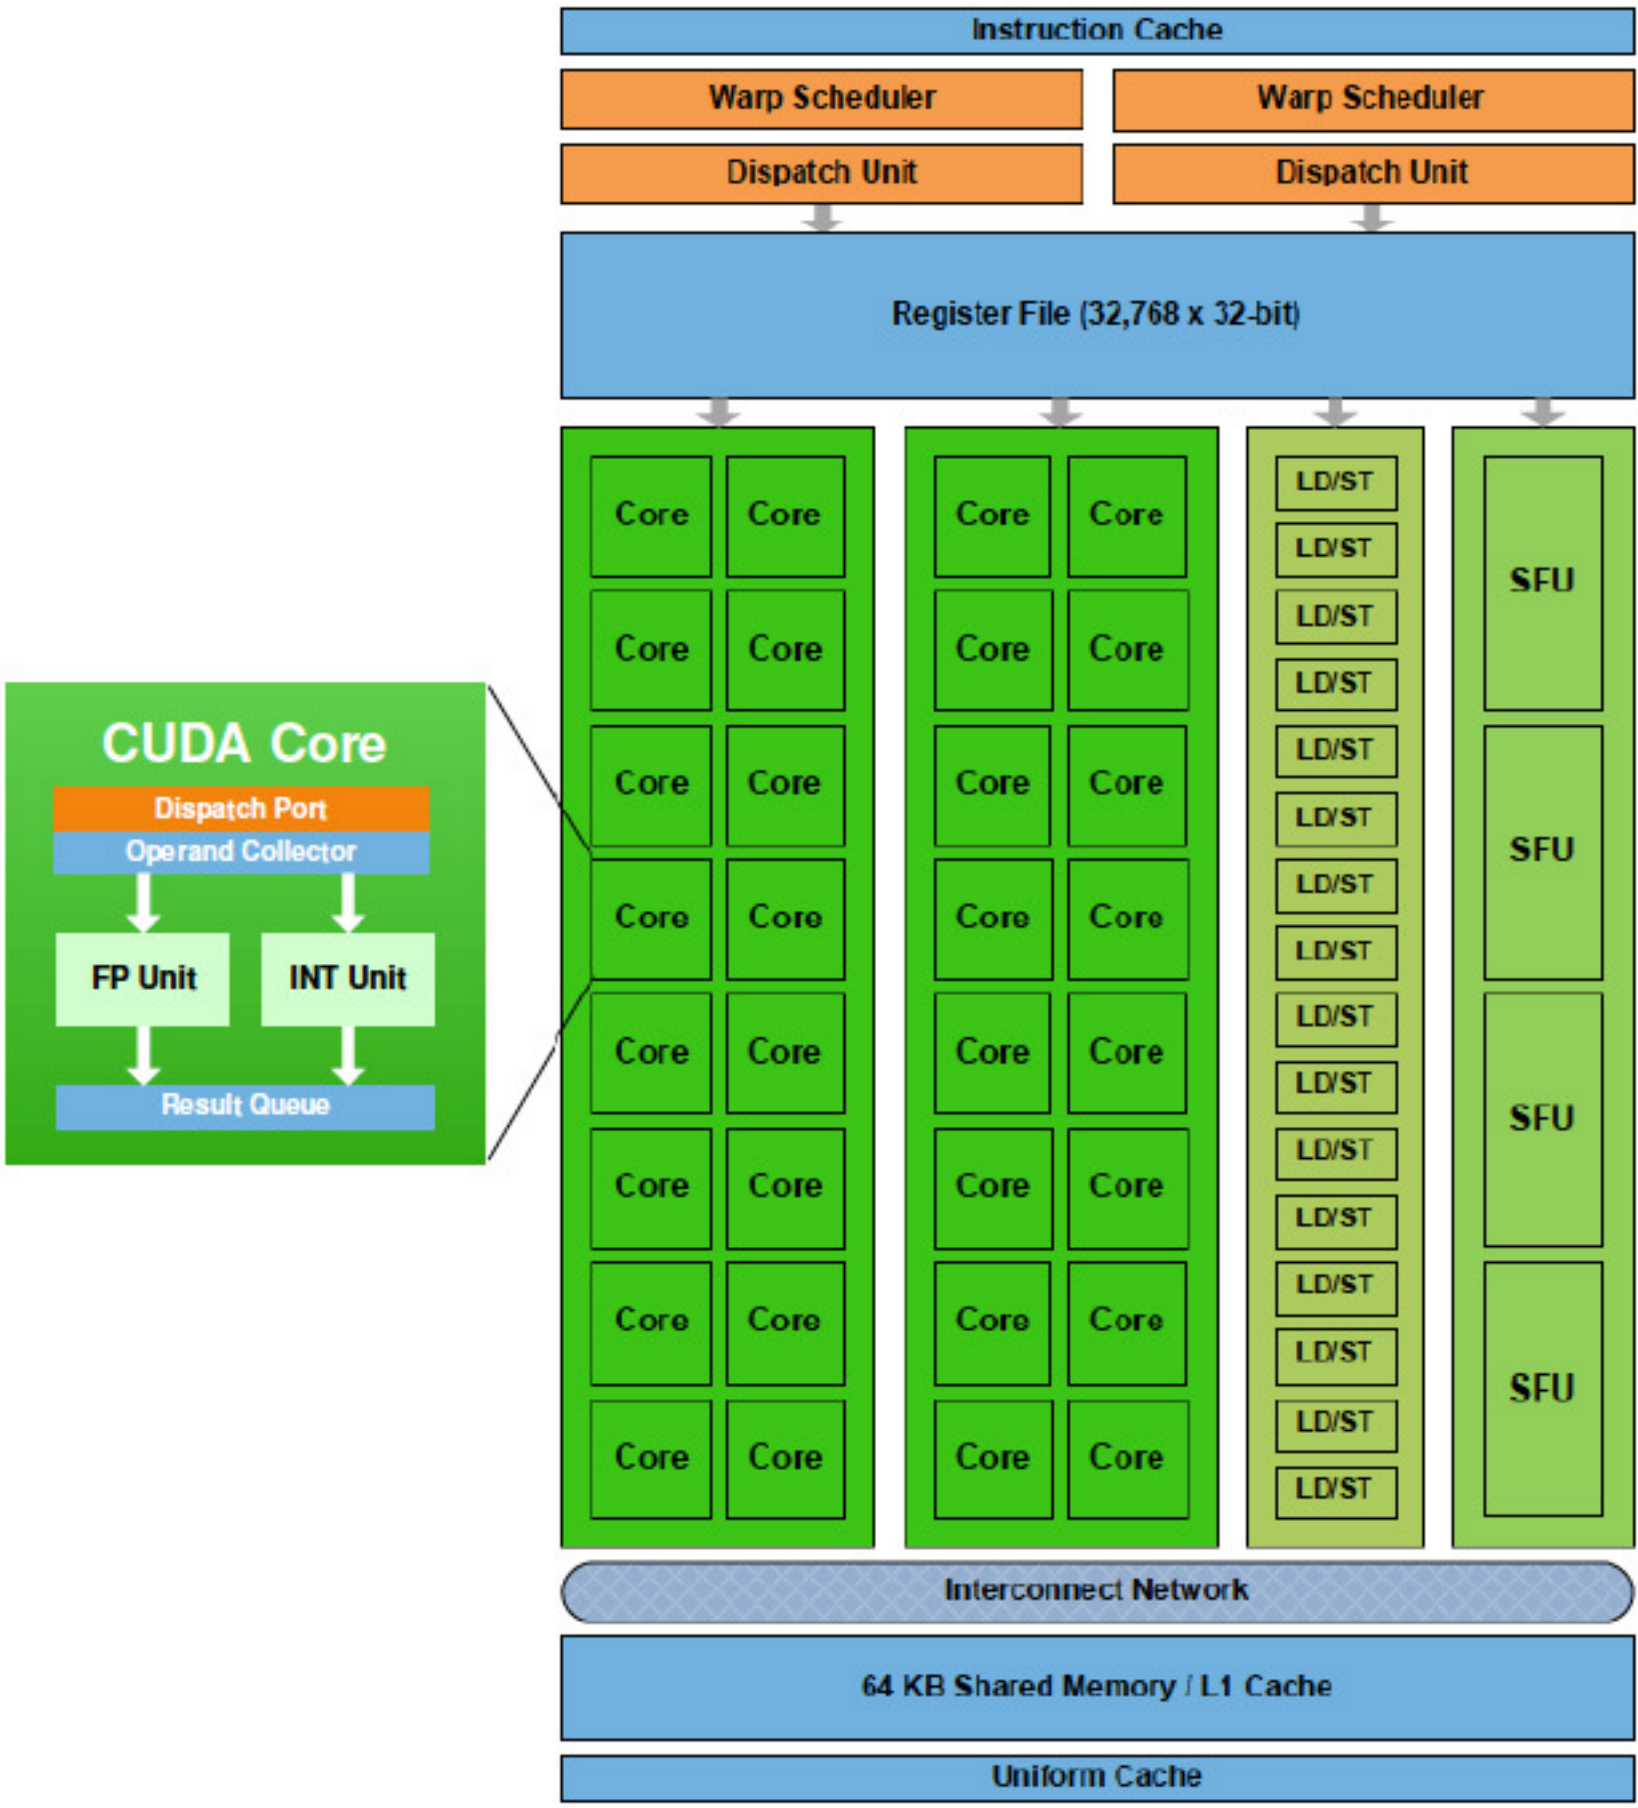 Instruction Cache
Warp Scheduler Warp Scheduler
Dispatch Unit Dispatch Unit
Register File (32,768 x 32-bit)
Core Core Core Core LD/ST
LD/ST
SFU
Core Core Core Core LD/ST
LD/ST
Core Core Core Core LD/ST
LD/ST
SFU
Core Core Core Core LD/ST
LD/ST
Core Core Core Core LD/ST
LD/ST
SFU
Core Core Core Core LD/ST
LD/ST
Core Core Core Core LD/ST
LD/ST
SFU
Core Core Core Core LD/ST
LD/ST
CUDA Core
Dispatch Port
Operand Collector
FP Unit INT Unit
Result Queue
Interconnect Network
64 KB Shared Memory / L1 Cache
Uniform Cache